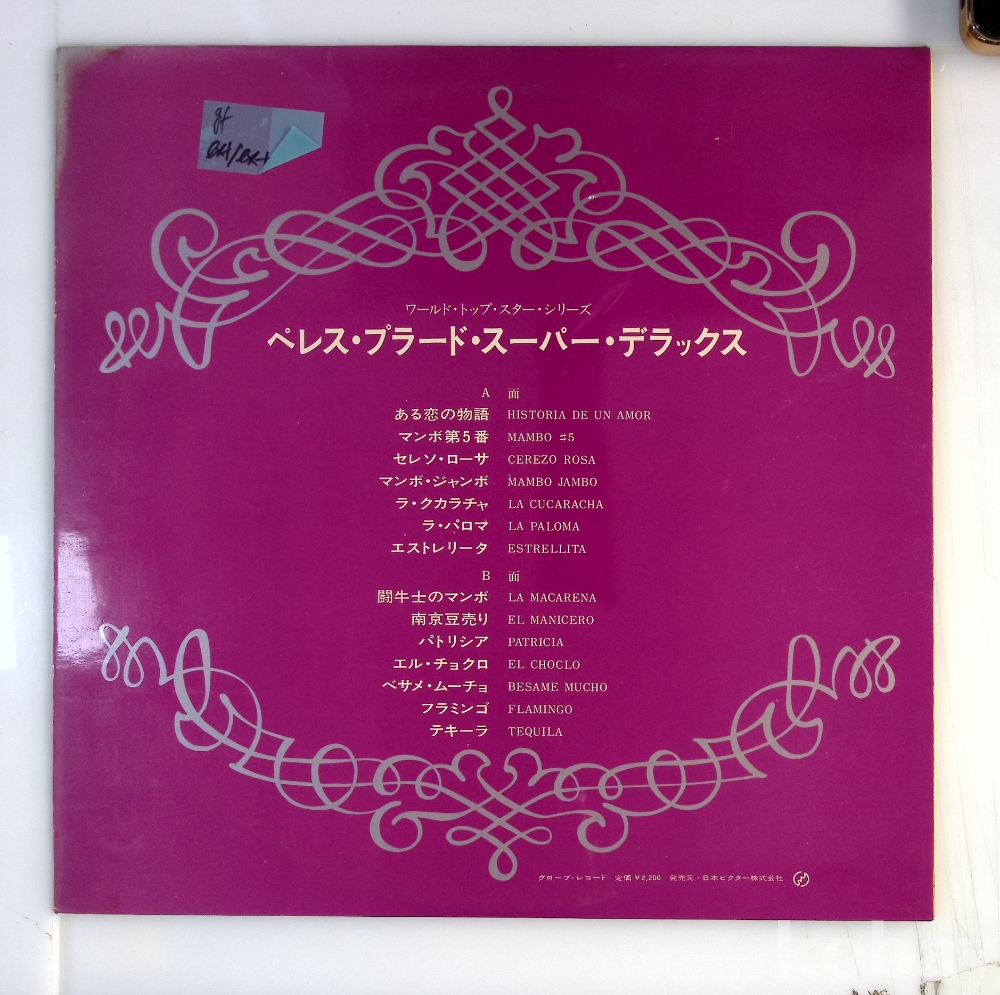 gf
ワールド・トップ・スター・シリーズ
ペレス・プラード・スーパー・デラックス
A 面
ある恋の物語 HISTORIA DE UN AMOR
マンボ第5番 MAMBO ♯5
セレソ・ローサ CEREZO ROSA
マンボ・ジャンボ MAMBO JAMBO
ラ・クカラチャ LA CUCARACHA
ラ・パロマ LA PALOMA
エストレリータ ESTRELLITA
B 面
闘牛士のマンボ LA MACARENA
南京豆売り EL MANICERO
パトリシア PATRICIA
エル・チョクロ EL CHOCLO
ベサメ・ムーチョ BESAME MUCHO
フラミンゴ FLAMINGO
テキーラ TEQUILA
グローブ・レコード 定価 ¥2,200 発売元・日本ビクター株式会社